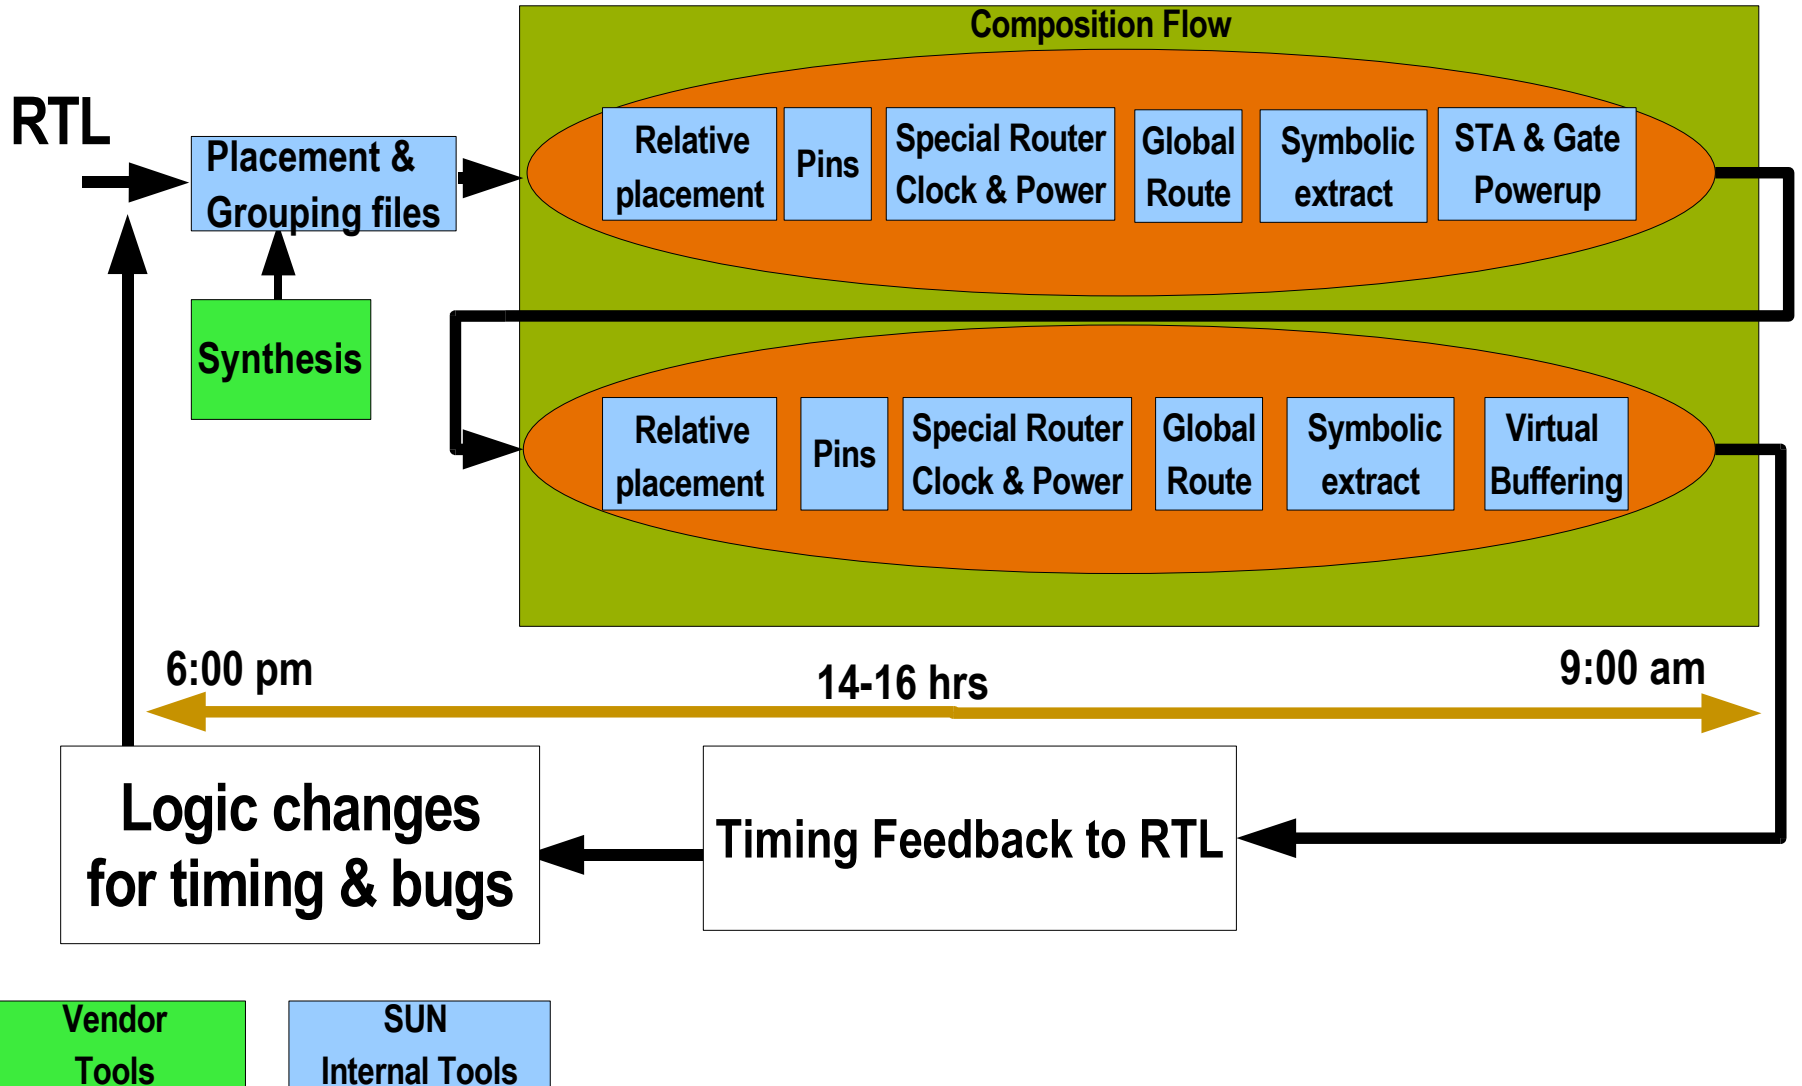 Composition Flow
RTL
Placement &
Grouping files
Relative
placement
Pins
Special Router
Clock & Power
Global
Route
Symbolic
extract
STA & Gate
Powerup
Synthesis
Relative
placement
Pins
Special Router
Clock & Power
Global
Route
Symbolic
extract
Virtual
Buffering
6:00 pm
14-16 hrs
9:00 am
Logic changes
for timing & bugs
Timing Feedback to RTL
Vendor
Tools
SUN
Internal Tools